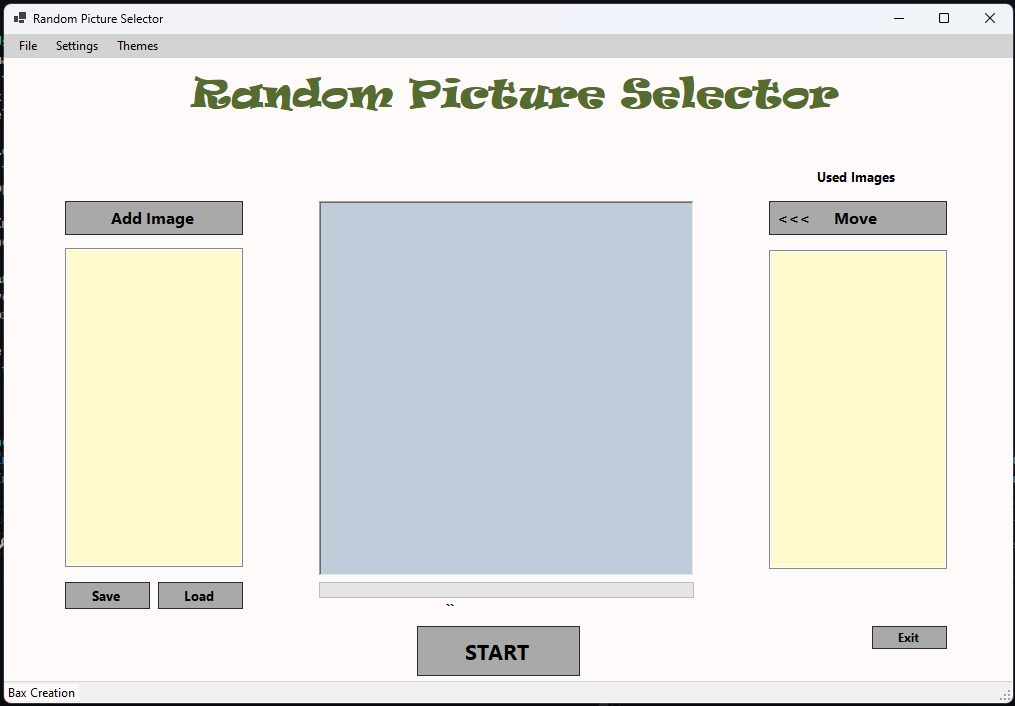 Random Picture Selector
File Settings Themes
Random Picture Selector
Used Images
Add Image
<<< Move
Save Load
``
START
Exit
Bax Creation